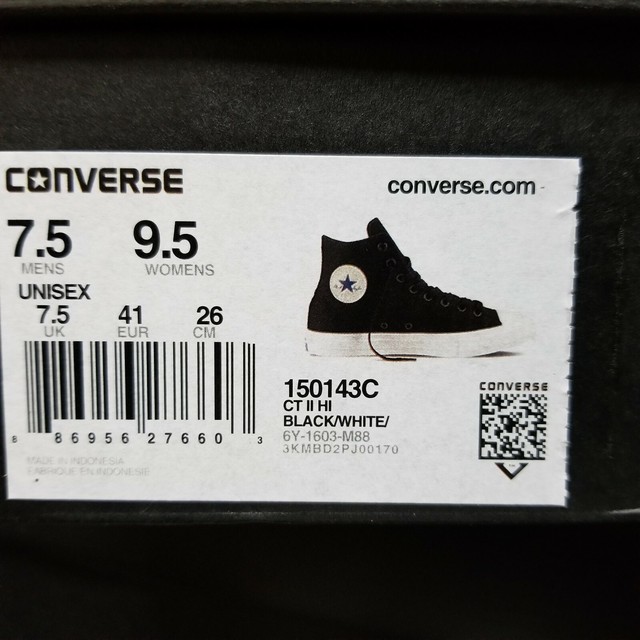 CONVERSE
converse.com
7.5 9.5
MENS WOMENS
UNISEX
7.5 41 26
UK EUR CM
8 86956 27660 3
MADE IN INDONESIA
FABRIQUE EN INDONESIE
150143C
CT II HI
BLACK/WHITE/
6Y-1603-M88
3KMBD2PJ00170
CONVERSE